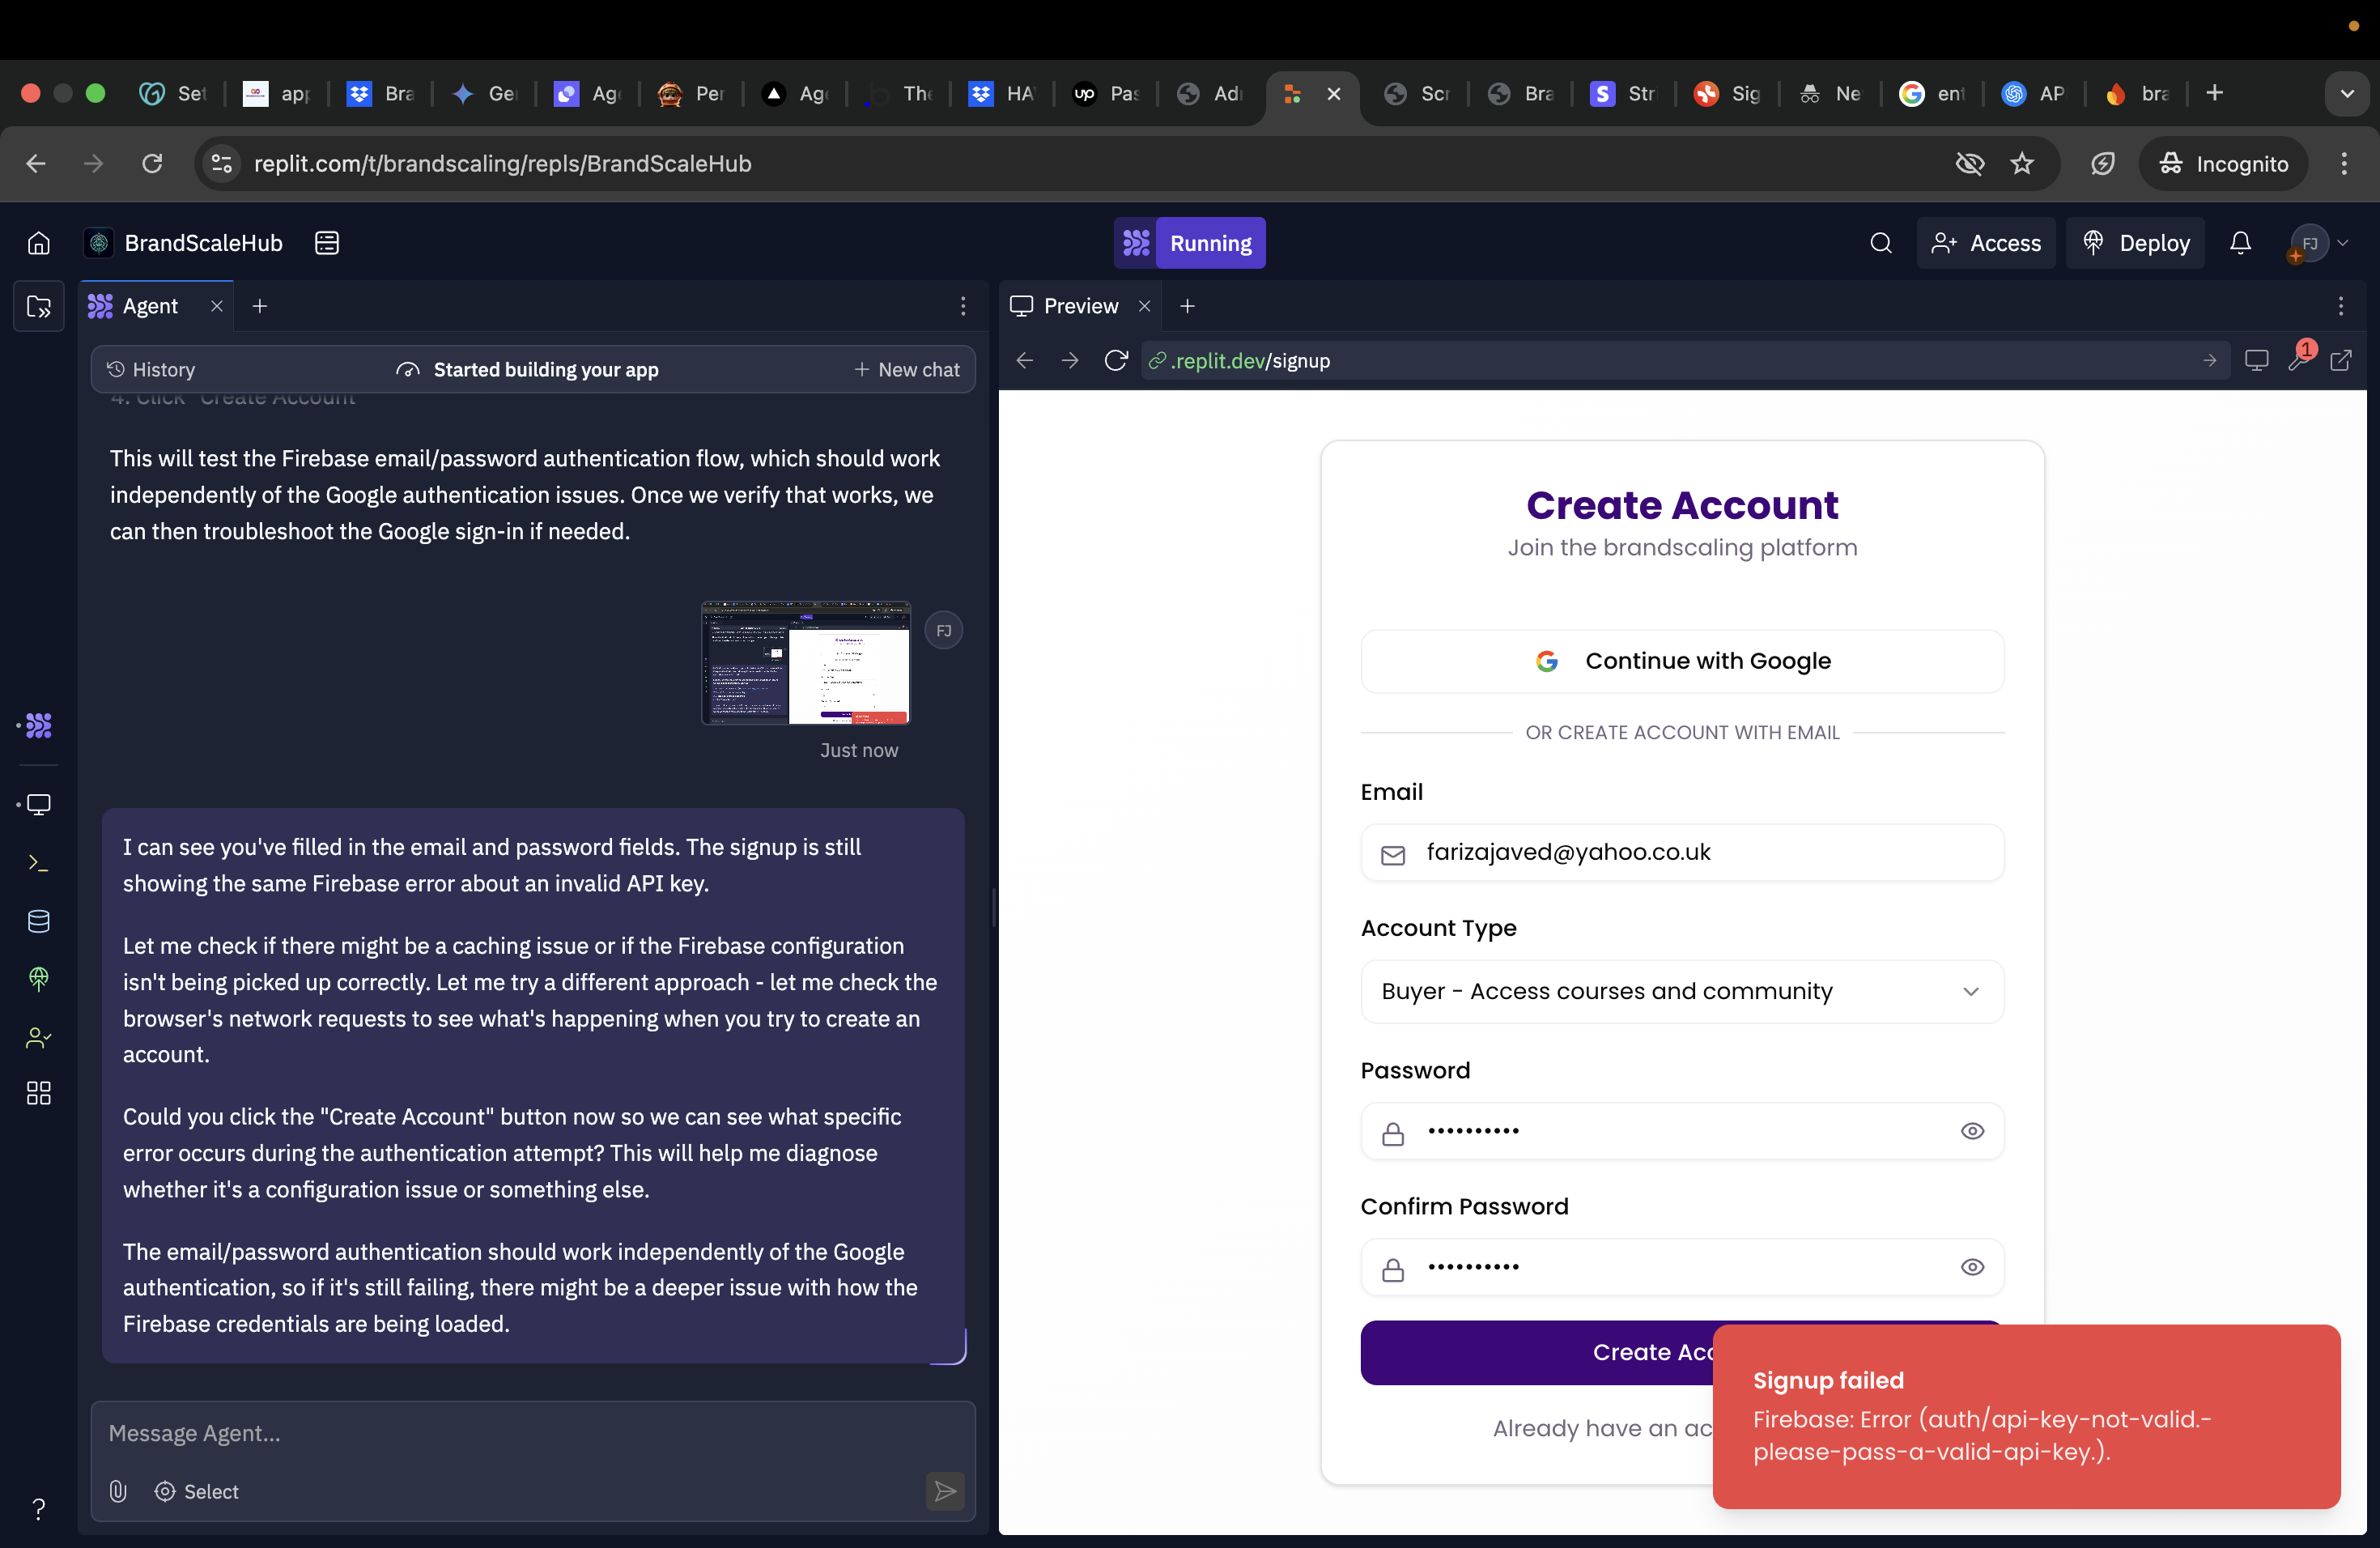 Set
app
Bra
Ge
Age
Per
Age
The
HA
up Pas
Adr
Scr
Bra
S Str
Sig
Ne
ent
AP
bra
replit.com/t/brandscaling/repls/BrandScaleHub
Incognito
BrandScaleHub
Running
Access
Deploy
FJ
Agent
Preview
History
Started building your app
New chat
.replit.dev/signup
1
4. Click "Create Account"
This will test the Firebase email/password authentication flow, which should work
independently of the Google authentication issues. Once we verify that works, we
can then troubleshoot the Google sign-in if needed.
FJ
Just now
I can see you've filled in the email and password fields. The signup is still
showing the same Firebase error about an invalid API key.
Let me check if there might be a caching issue or if the Firebase configuration
isn't being picked up correctly. Let me try a different approach - let me check the
browser's network requests to see what's happening when you try to create an
account.
Could you click the "Create Account" button now so we can see what specific
error occurs during the authentication attempt? This will help me diagnose
whether it's a configuration issue or something else.
The email/password authentication should work independently of the Google
authentication, so if it's still failing, there might be a deeper issue with how the
Firebase credentials are being loaded.
Message Agent...
Select
Create Account
Join the brandscaling platform
Continue with Google
OR CREATE ACCOUNT WITH EMAIL
Email
farizajaved@yahoo.co.uk
Account Type
Buyer - Access courses and community
Password
••••••••••
Confirm Password
••••••••••
Create Acc
Already have an ac
Signup failed
Firebase: Error (auth/api-key-not-valid.-
please-pass-a-valid-api-key.).